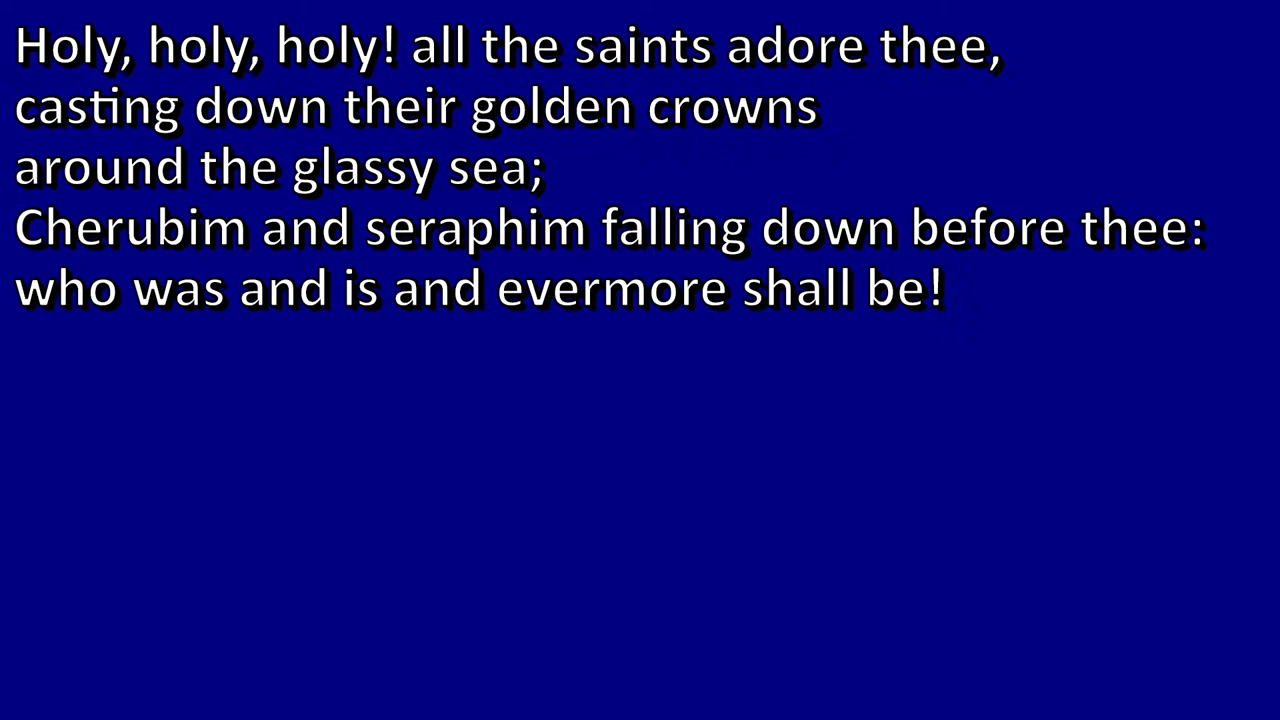 Holy, holy, holy! all the saints adore thee,
casting down their golden crowns
around the glassy sea;
Cherubim and seraphim falling down before thee:
who was and is and evermore shall be!